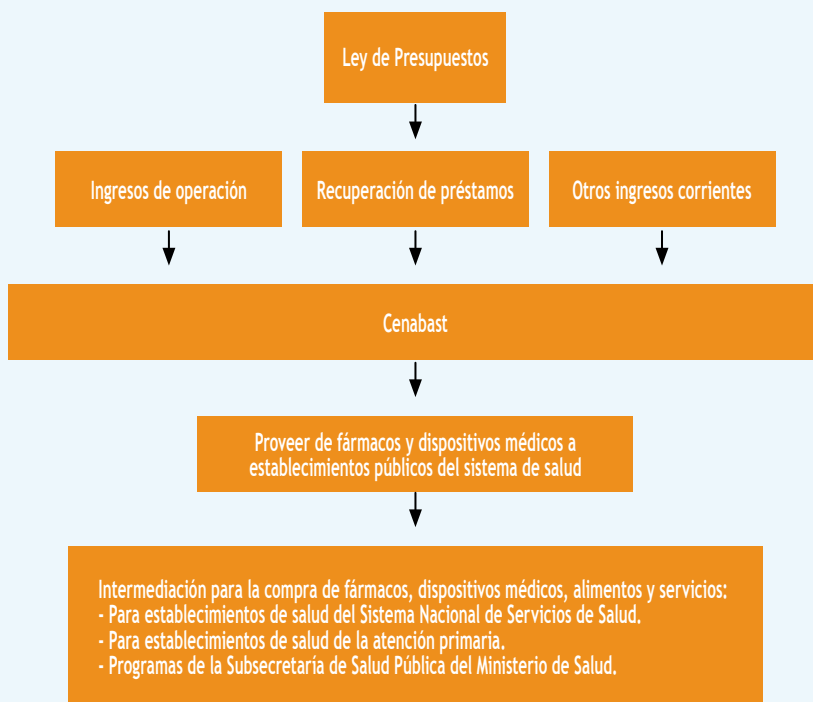 Ley de Presupuestos
Ingresos de operación
Recuperación de préstamos
Otros ingresos corrientes
Cenabast
Proveer de fármacos y dispositivos médicos a
establecimientos públicos del sistema de salud
Intermediación para la compra de fármacos, dispositivos médicos, alimentos y servicios:
- Para establecimientos de salud del Sistema Nacional de Servicios de Salud.
- Para establecimientos de salud de la atención primaria.
- Programas de la Subsecretaría de Salud Pública del Ministerio de Salud.